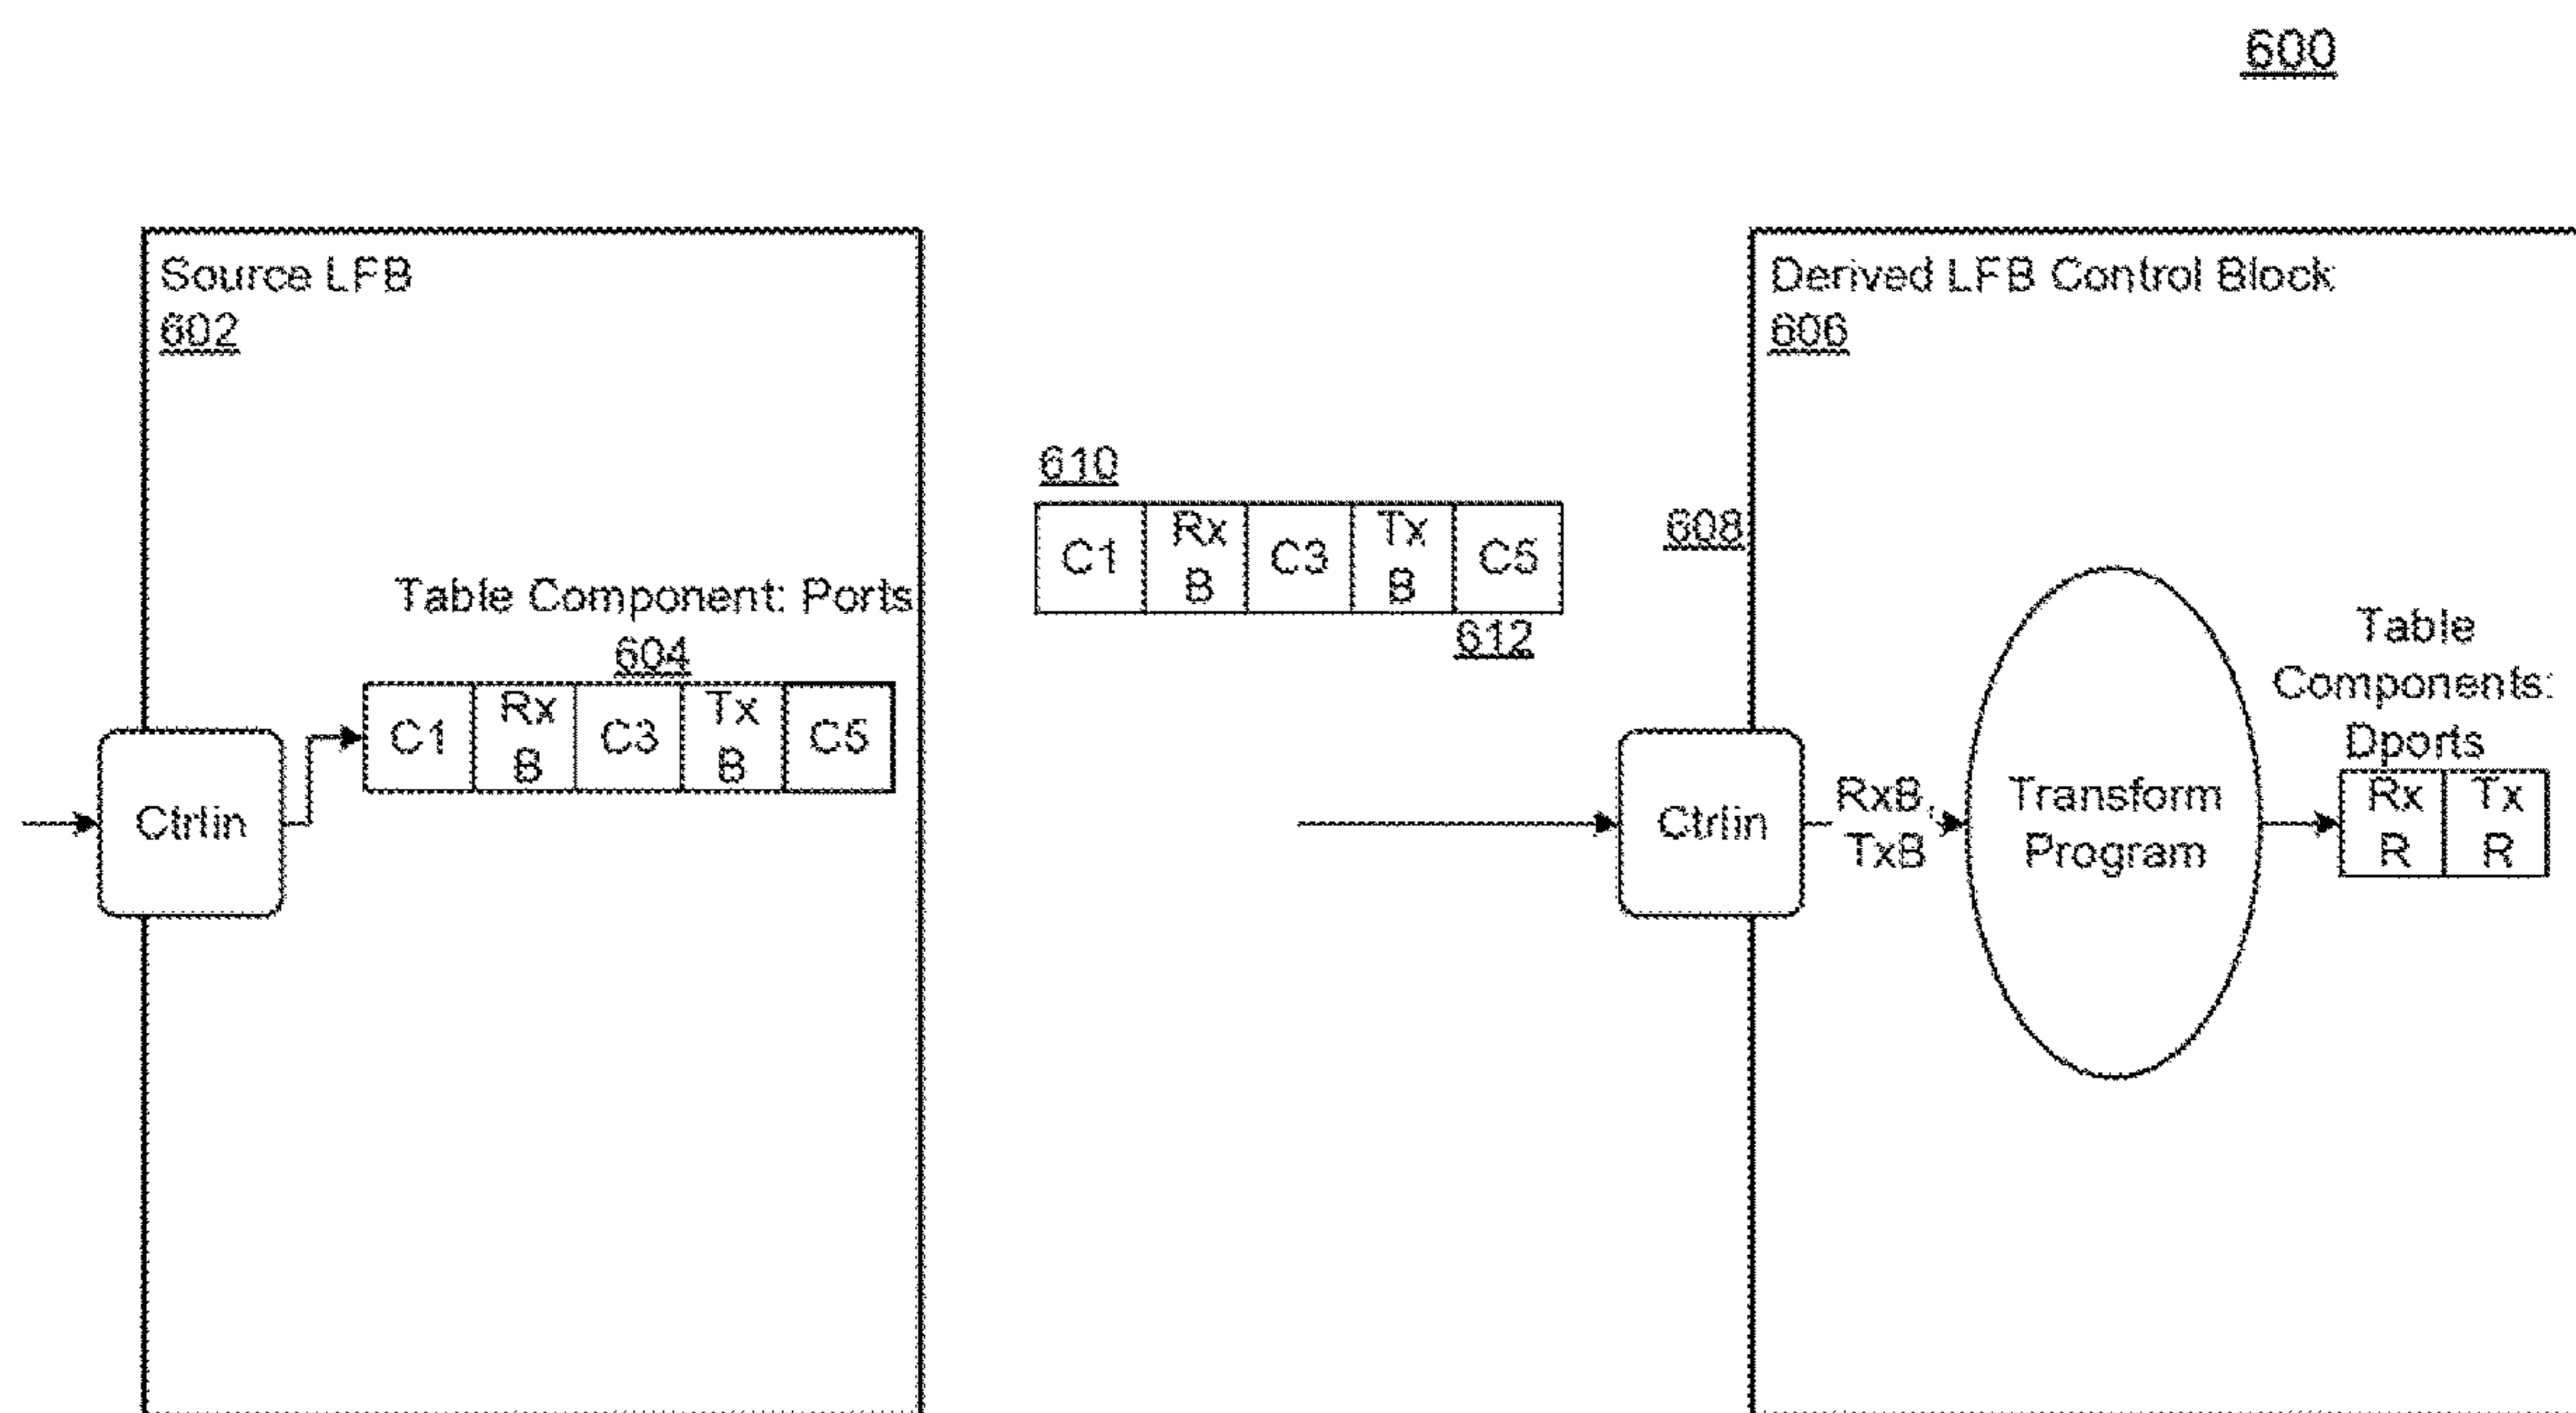 600
Source LFB
602
Table Component: Ports
604
C1
Rx
B
C3
Tx
B
C5
Ctrlin
610
C1
Rx
B
C3
Tx
B
C5
612
608
Derived LFB Control Block
606
Ctrlin
RxB,
TxB
Transform
Program
Table
Components:
Dports
Rx
R
Tx
R